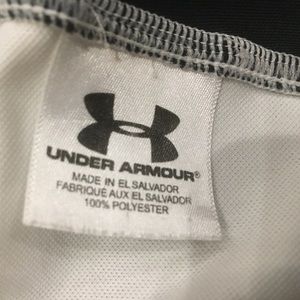 UNDER ARMOUR®
MADE IN EL SALVADOR
FABRIQUÉ AUX EL SALVADOR
100% POLYESTER